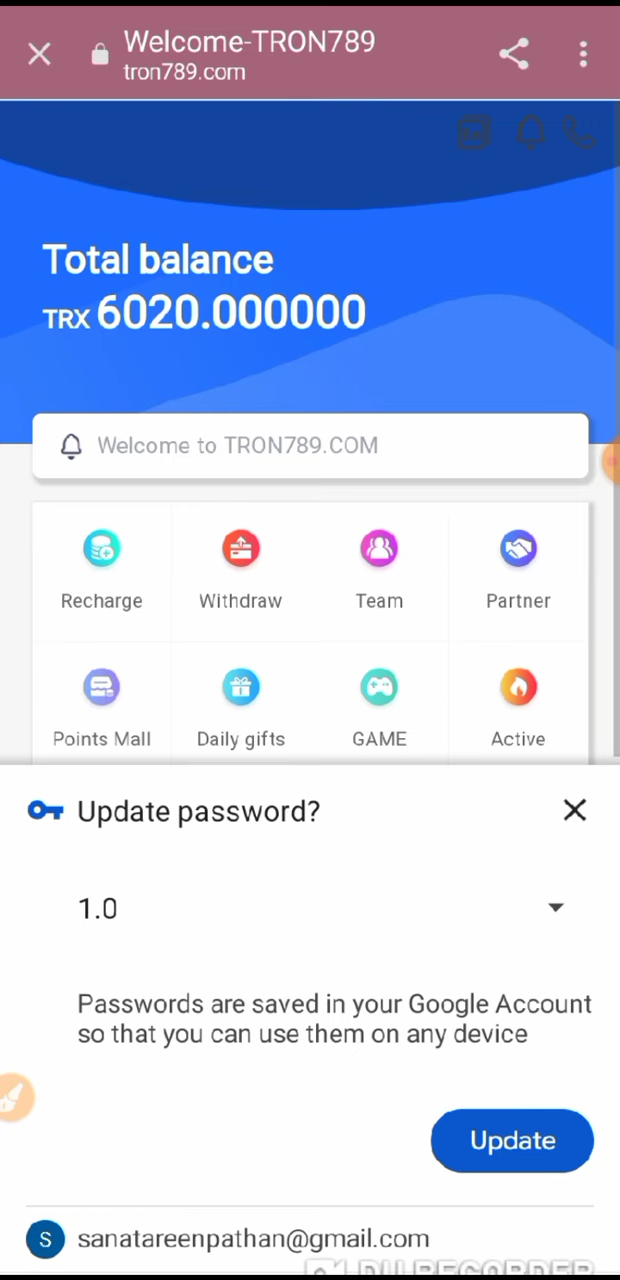 Welcome-TRON789
tron789.com
Total balance
TRX 6020.000000
Welcome to TRON789.COM
Recharge
Withdraw
Team
Partner
Points Mall
Daily gifts
GAME
Active
Update password?
1.0
Passwords are saved in your Google Account
so that you can use them on any device
Update
S
sanatareenpathan@gmail.com
DU RECORDER